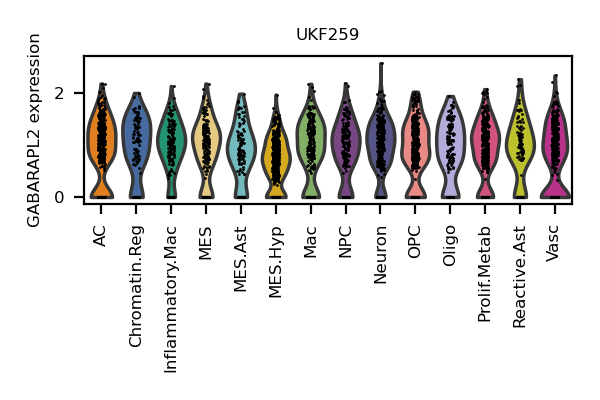 UKF259
GABARAPL2 expression
2
0
AC
Chromatin.Reg
Inflammatory.Mac
MES
MES.Ast
MES.Hyp
Mac
NPC
Neuron
OPC
Oligo
Prolif.Metab
Reactive.Ast
Vasc